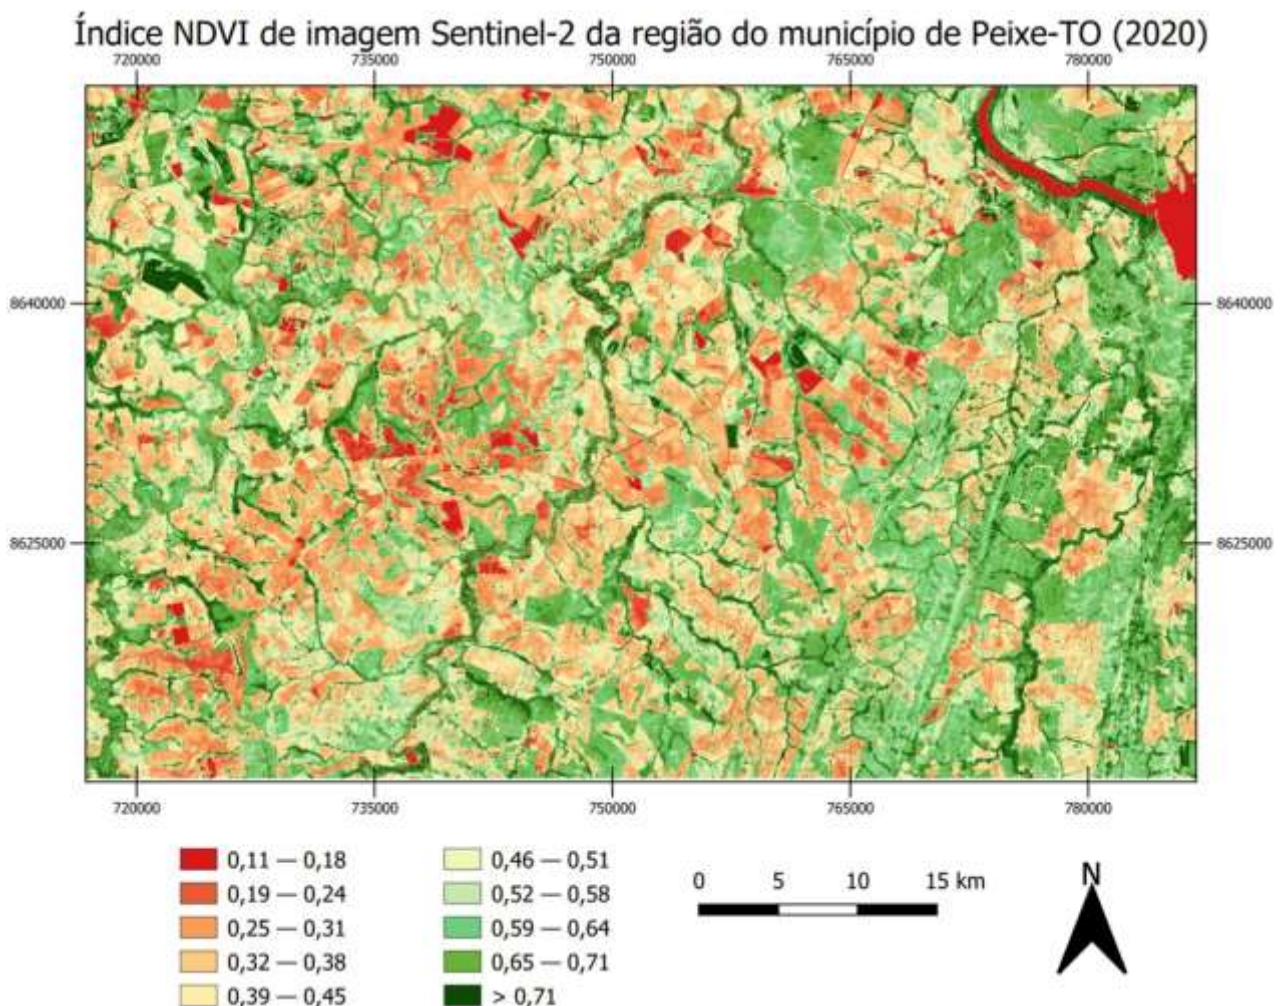 Índice NDVI de imagem Sentinel-2 da região do município de Peixe-TO (2020)
720000 735000 750000 765000 780000
8640000 8640000
8625000 8625000
720000 735000 750000 765000 780000
0,11 — 0,18
0,19 — 0,24
0,25 — 0,31
0,32 — 0,38
0,39 — 0,45
0,46 — 0,51
0,52 — 0,58
0,59 — 0,64
0,65 — 0,71
> 0,71
0 5 10 15 km
N